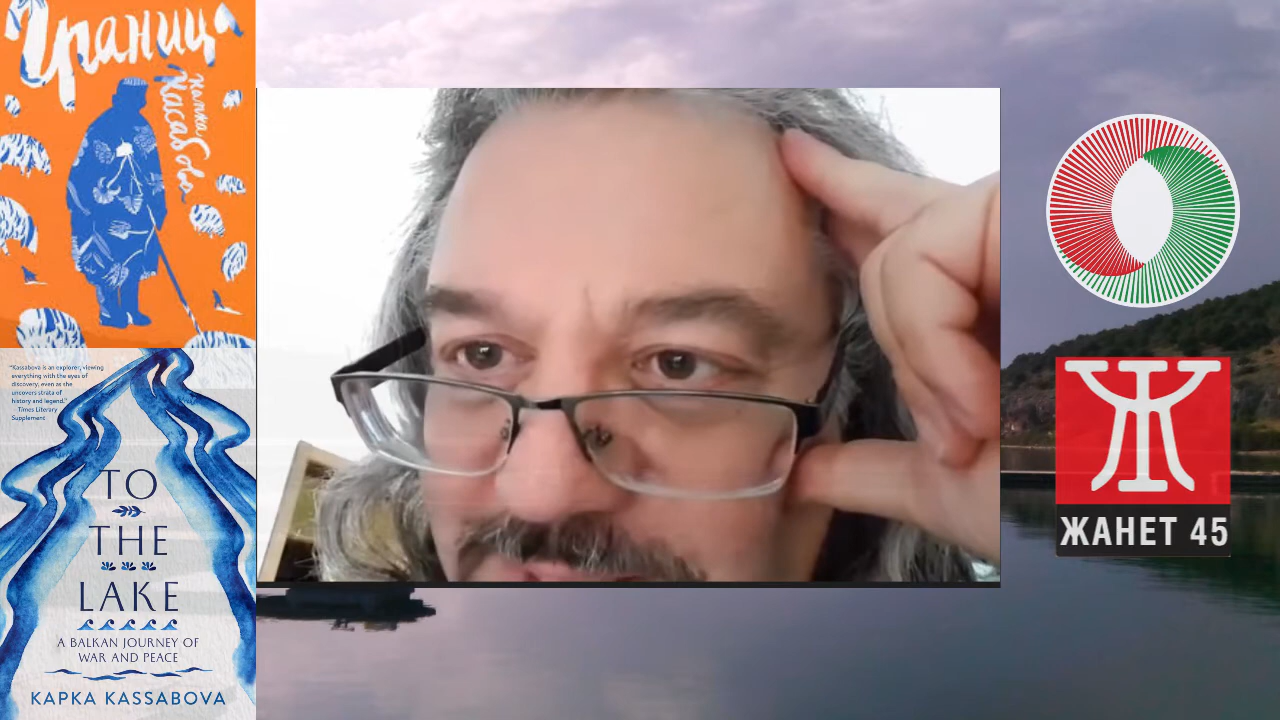 Граница
Капка
Касабова
"Kassabova is an explorer, viewing
everything with the eyes of
discovery, even as she
uncovers strata of
history and legend."
- Times Literary
Supplement
TO
THE
LAKE
A BALKAN JOURNEY OF
WAR AND PEACE
KAPKA KASSABOVA
Ж
ЖАНЕТ 45